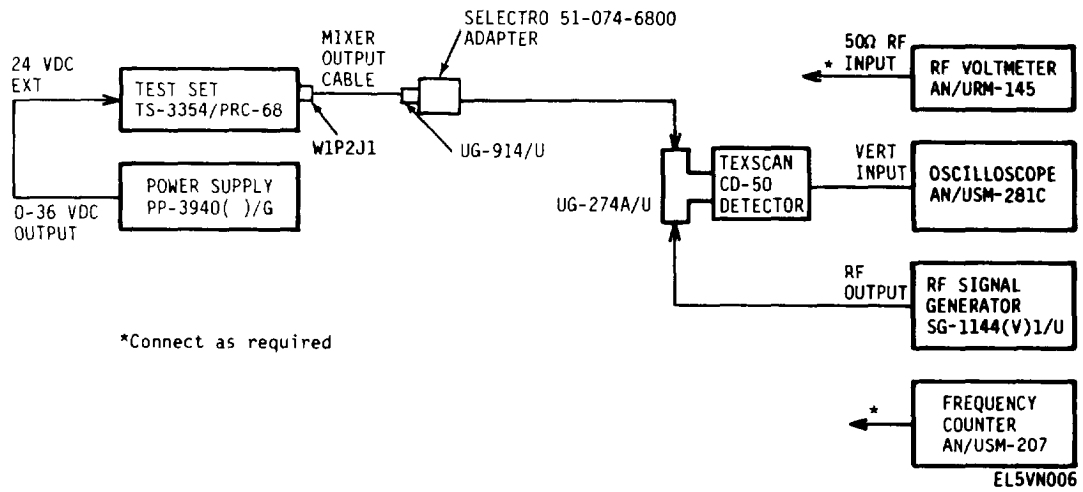 SELECTRO 51-074-6800
ADAPTER
MIXER
OUTPUT
CABLE
24 VDC
EXT
TEST SET
TS-3354/PRC-68
W1P2J1
UG-914/U
POWER SUPPLY
PP-3940( )/G
0-36 VDC
OUTPUT
UG-274A/U
TEXSCAN
CD-50
DETECTOR
50Ω RF
* INPUT
RF VOLTMETER
AN/URM-145
VERT
INPUT
OSCILLOSCOPE
AN/USM-281C
RF
OUTPUT
RF SIGNAL
GENERATOR
SG-1144(V)1/U
*Connect as required
*
FREQUENCY
COUNTER
AN/USM-207
EL5VN006